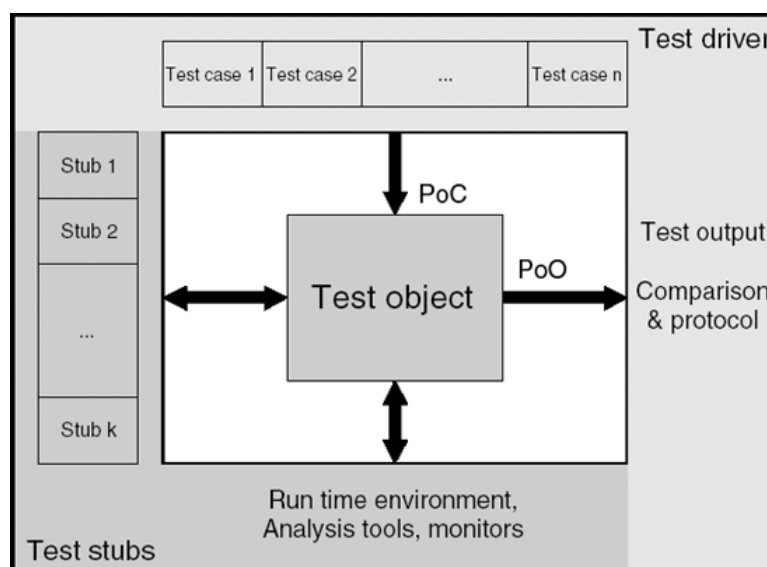 Test driver
Test case 1
Test case 2
...
Test case n
Stub 1
Stub 2
...
Stub k
PoC
Test object
PoO
Test output
Comparison
& protocol
Run time environment,
Analysis tools, monitors
Test stubs